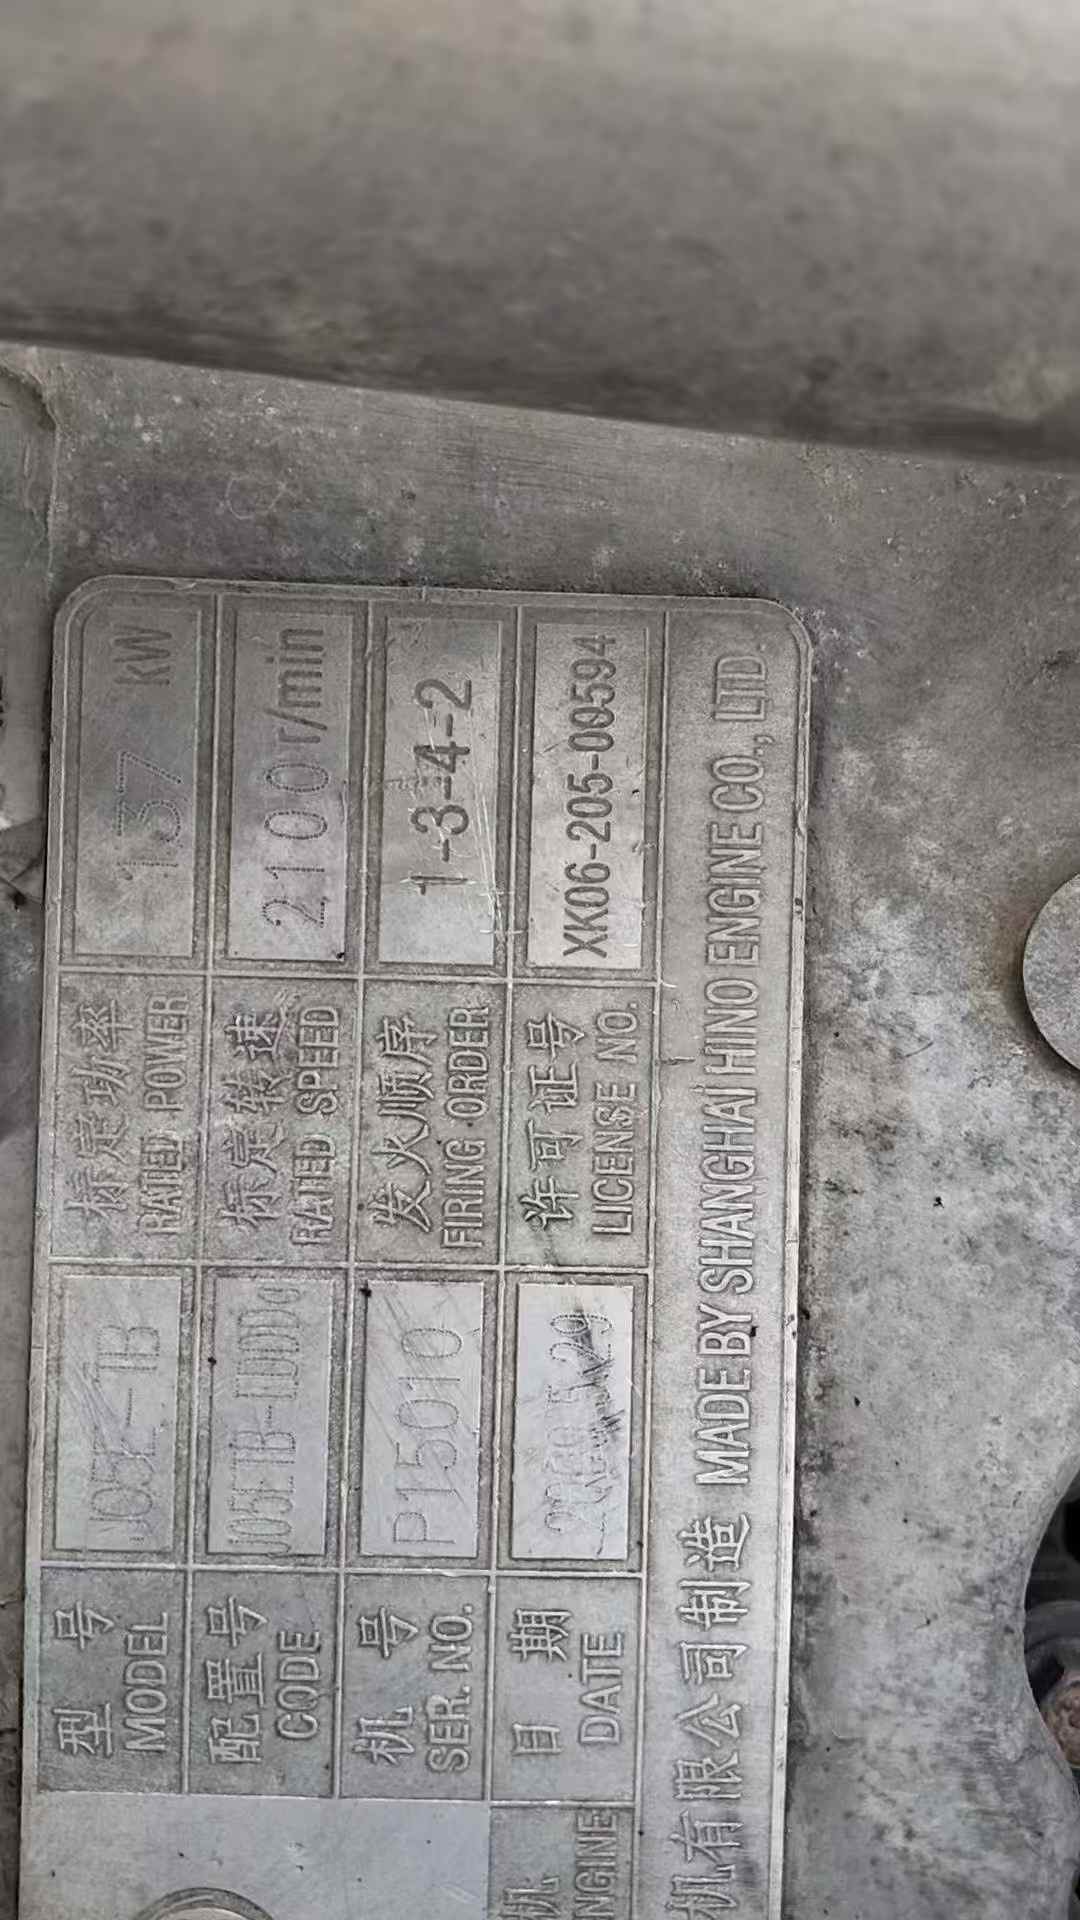 型号 MODEL J05E-TB 标定功率 RATED POWER 137 kW
配置号 CODE 标定转速 RATED SPEED 2100 r/min
机号 SER. NO. P15010 发火顺序 FIRING ORDER 1-3-4-2
日期 DATE 许可证号 LICENSE NO. XK06-205-00594
机有限公司制造 MADE BY SHANGHAI HINO ENGINE CO., LTD.